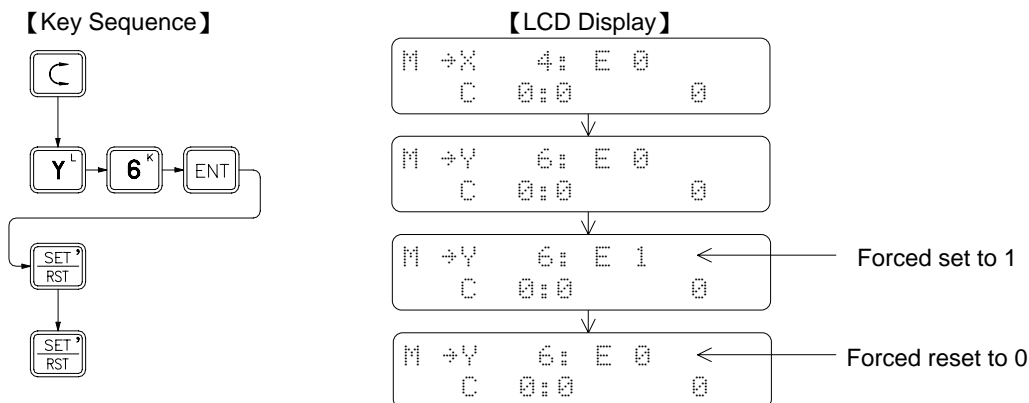 【Key Sequence】
【LCD Display】
M →X 4: E 0
C 0:0 0
Y L
6 K
ENT
M →Y 6: E 0
C 0:0 0
SET ,
RST
M →Y 6: E 1
C 0:0 0
Forced set to 1
SET ,
RST
M →Y 6: E 0
C 0:0 0
Forced reset to 0